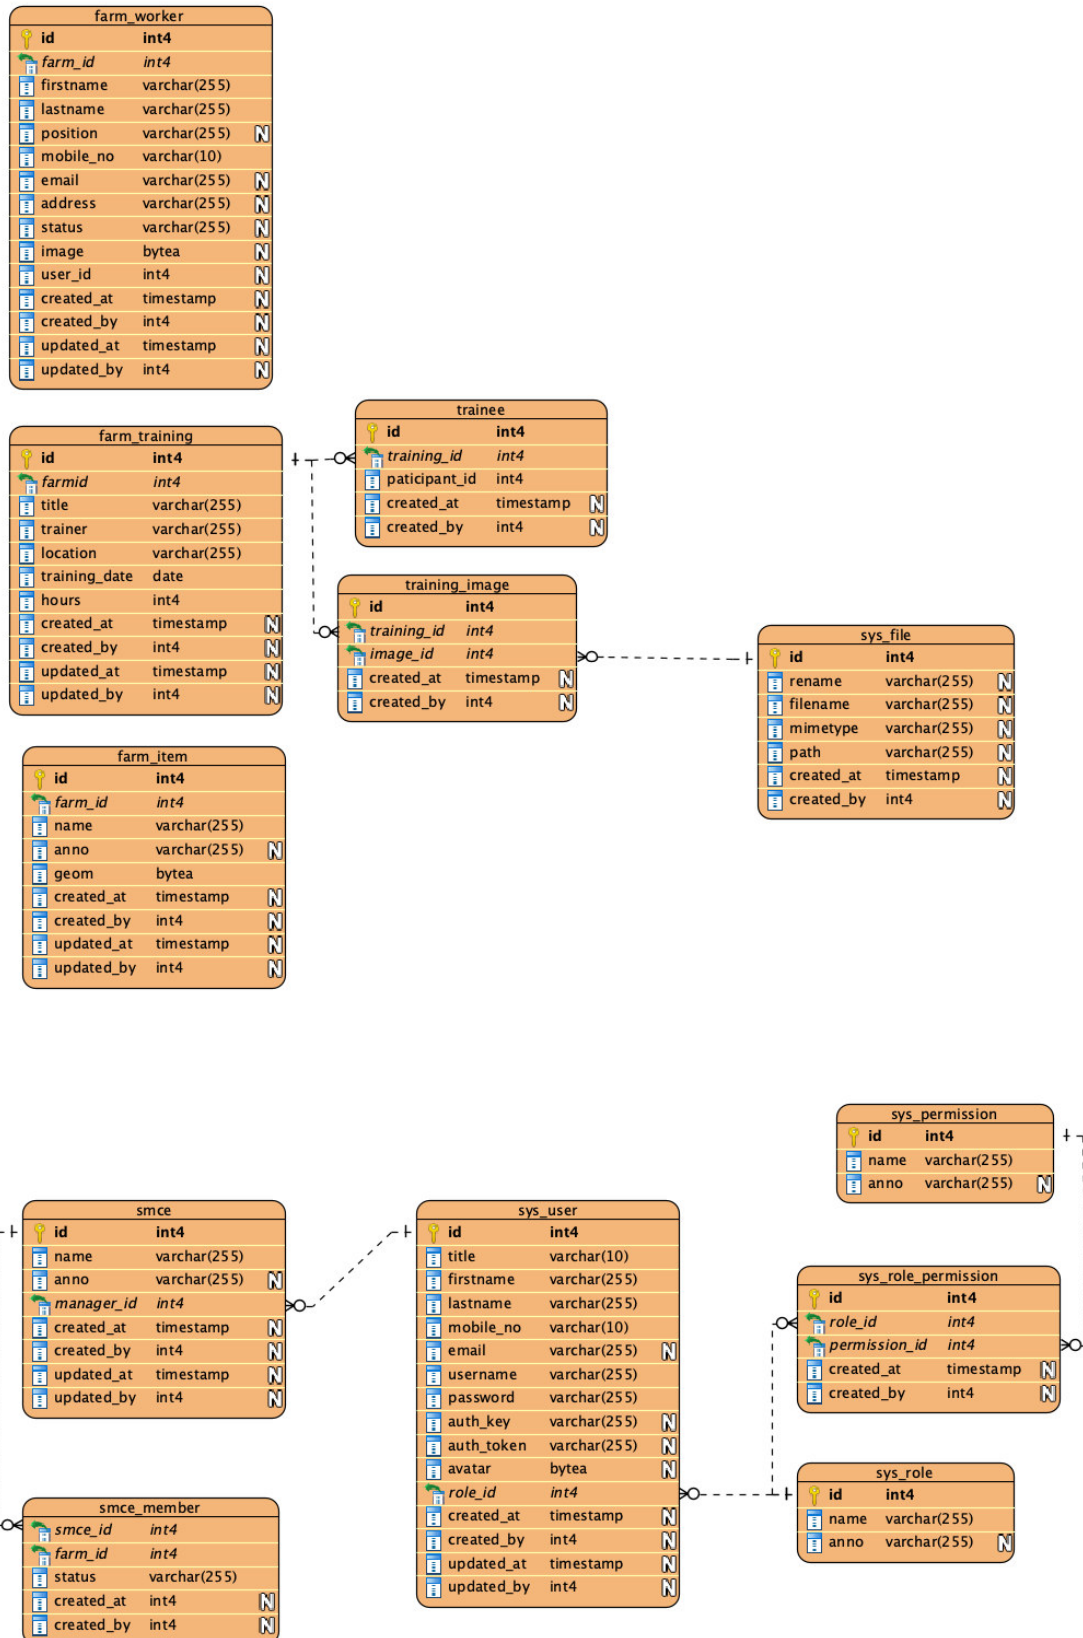 farm_worker
id int4
farm_id int4
firstname varchar(255)
lastname varchar(255)
position varchar(255) N
mobile_no varchar(10)
email varchar(255) N
address varchar(255) N
status varchar(255) N
image bytea N
user_id int4 N
created_at timestamp N
created_by int4 N
updated_at timestamp N
updated_by int4 N
farm_training
id int4
farmid int4
title varchar(255)
trainer varchar(255)
location varchar(255)
training_date date
hours int4
created_at timestamp N
created_by int4 N
updated_at timestamp N
updated_by int4 N
trainee
id int4
training_id int4
paticipant_id int4
created_at timestamp N
created_by int4 N
training_image
id int4
training_id int4
image_id int4
created_at timestamp N
created_by int4 N
sys_file
id int4
rename varchar(255) N
filename varchar(255) N
mimetype varchar(255) N
path varchar(255) N
created_at timestamp N
created_by int4 N
farm_item
id int4
farm_id int4
name varchar(255)
anno varchar(255) N
geom bytea
created_at timestamp N
created_by int4 N
updated_at timestamp N
updated_by int4 N
sys_permission
id int4
name varchar(255)
anno varchar(255) N
smce
id int4
name varchar(255)
anno varchar(255) N
manager_id int4
created_at timestamp N
created_by int4 N
updated_at timestamp N
updated_by int4 N
sys_user
id int4
title varchar(10)
firstname varchar(255)
lastname varchar(255)
mobile_no varchar(10)
email varchar(255) N
username varchar(255)
password varchar(255)
auth_key varchar(255) N
auth_token varchar(255) N
avatar bytea N
role_id int4
created_at timestamp N
created_by int4 N
updated_at timestamp N
updated_by int4 N
sys_role_permission
id int4
role_id int4
permission_id int4
created_at timestamp N
created_by int4 N
sys_role
id int4
name varchar(255)
anno varchar(255) N
smce_member
smce_id int4
farm_id int4
status varchar(255)
created_at int4 N
created_by int4 N